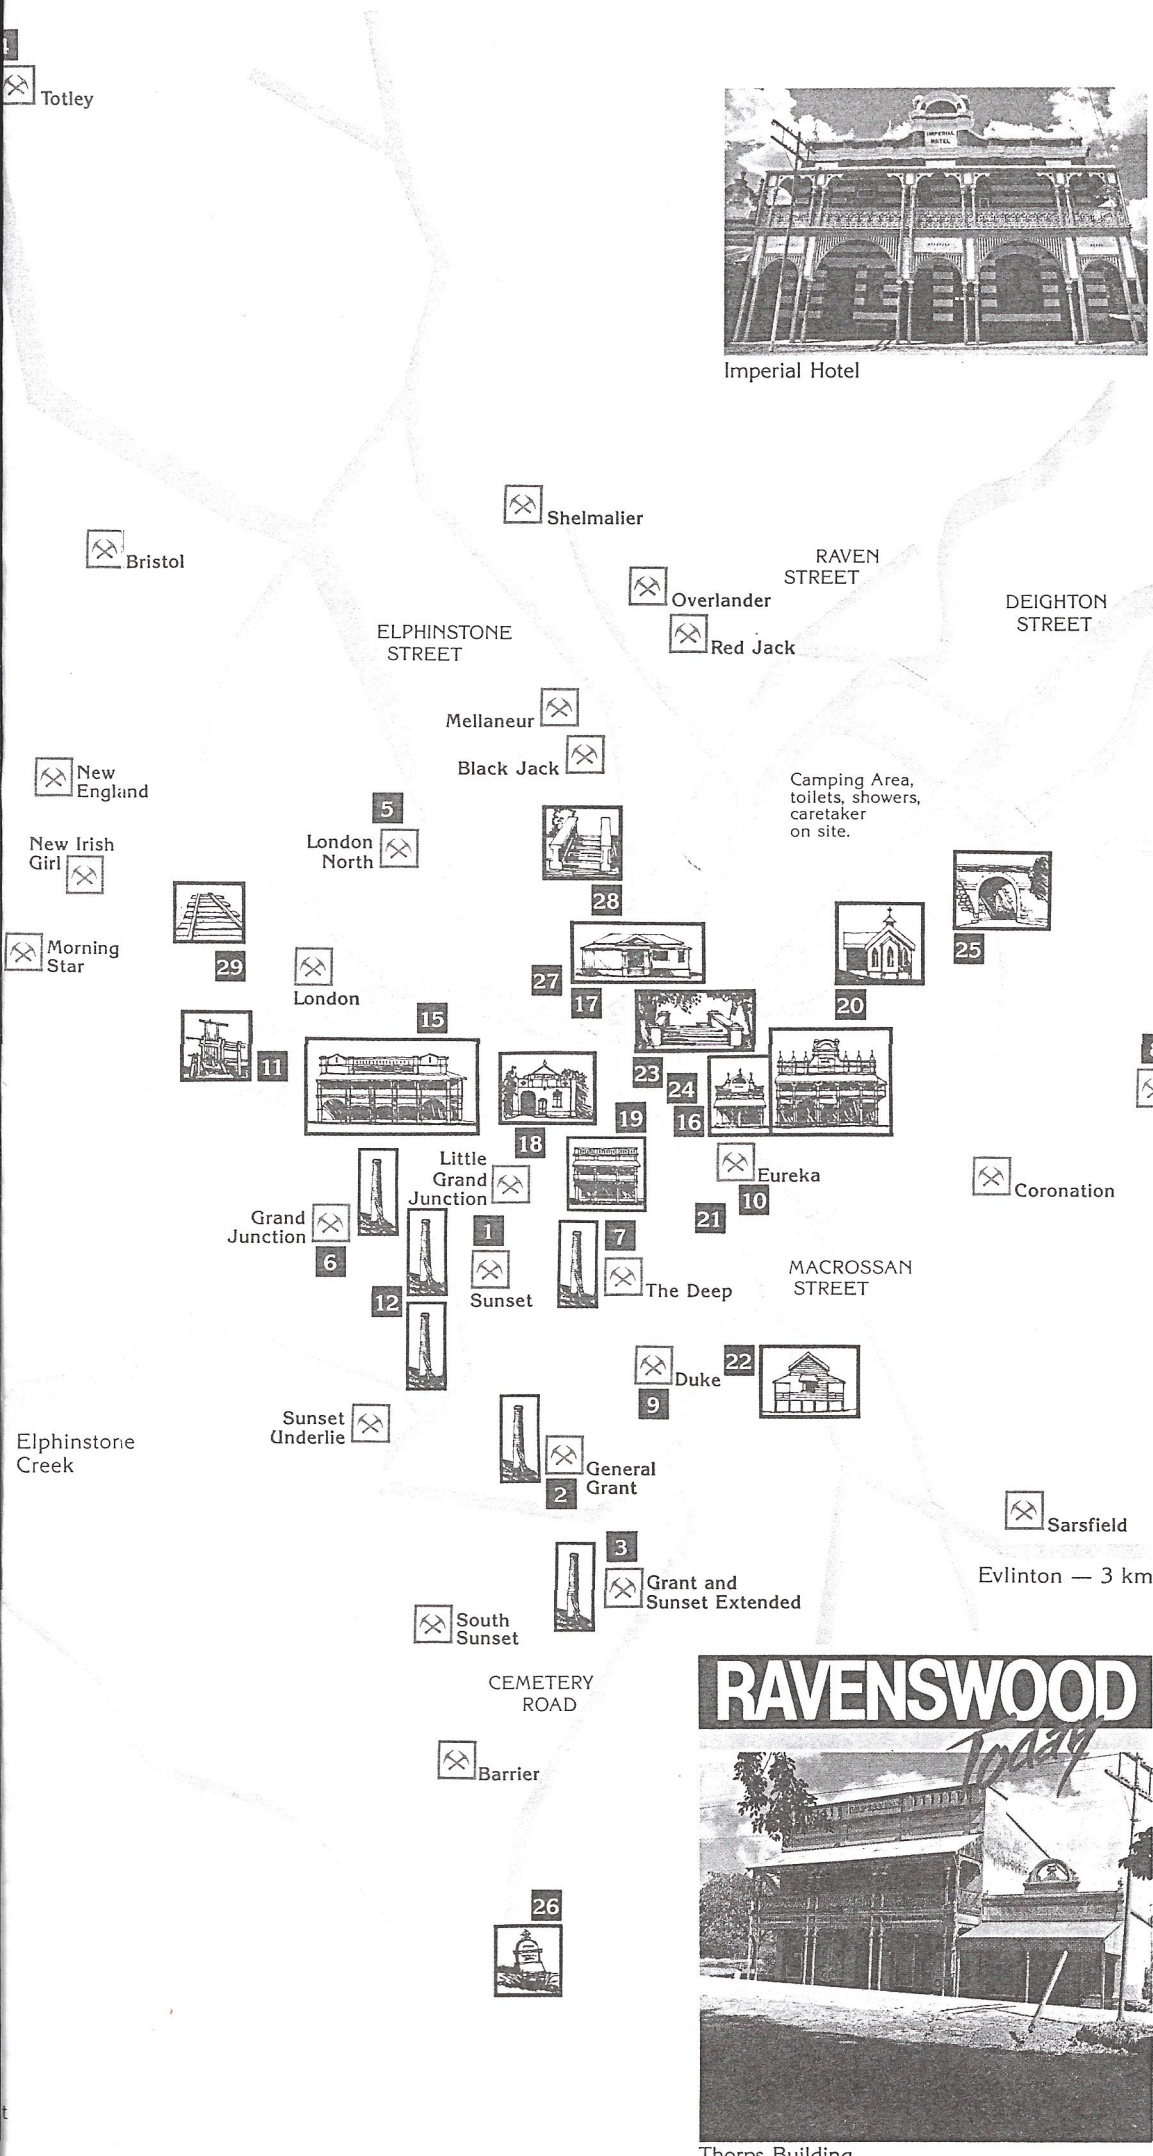 Totley
IMPERIAL
HOTEL
Imperial Hotel
Shelmalier
Bristol
RAVEN
STREET
Overlander
DEIGHTON
STREET
ELPHINSTONE
STREET
Red Jack
Mellaneur
Black Jack
New
England
Camping Area,
toilets, showers,
caretaker
on site.
5
London
North
New Irish
Girl
28
25
Morning
Star
29
27
17
London
20
15
11
23
24
19
16
18
Little
Grand
Junction
Eureka
10
Coronation
21
Grand
Junction
1
7
6
MACROSSAN
STREET
The Deep
12
Sunset
22
Duke
9
Sunset
Underlie
Elphinstone
Creek
General
Grant
2
Sarsfield
3
Evlinton — 3 km
Grant and
Sunset Extended
South
Sunset
CEMETERY
ROAD
RAVENSWOOD
Today
Barrier
26
t
Thorps Building